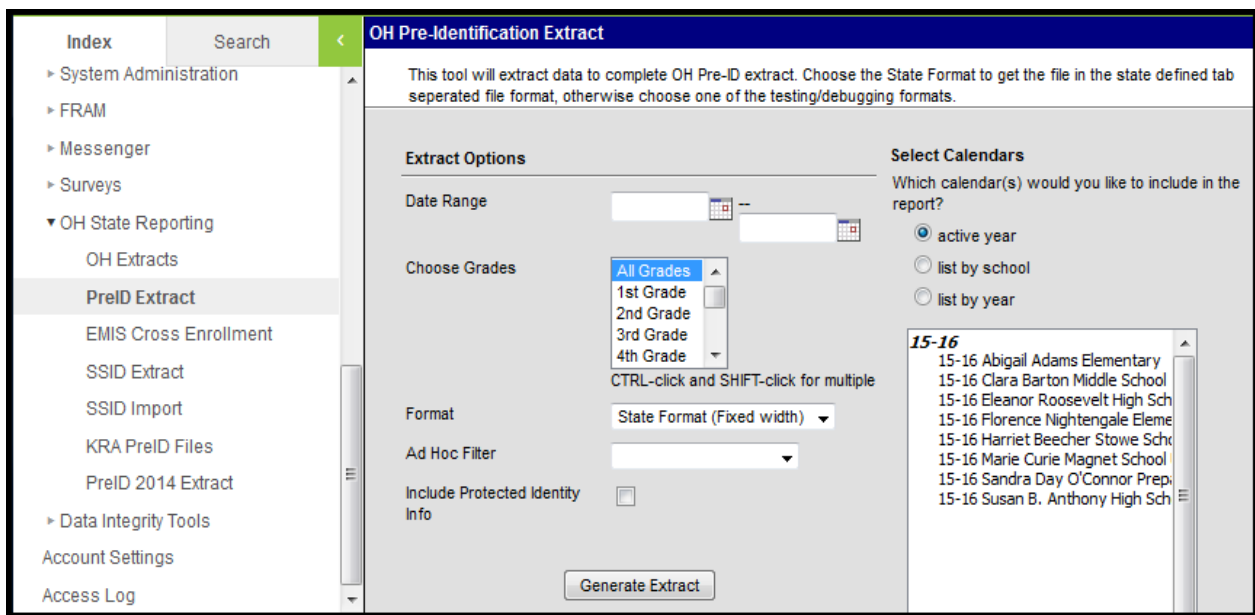 Index
Search
System Administration
FRAM
Messenger
Surveys
OH State Reporting
OH Extracts
PreID Extract
EMIS Cross Enrollment
SSID Extract
SSID Import
KRA PreID Files
PreID 2014 Extract
Data Integrity Tools
Account Settings
Access Log
OH Pre-Identification Extract
This tool will extract data to complete OH Pre-ID extract. Choose the State Format to get the file in the state defined tab
seperated file format, otherwise choose one of the testing/debugging formats.
Extract Options
Date Range
--
Choose Grades
All Grades
1st Grade
2nd Grade
3rd Grade
4th Grade
CTRL-click and SHIFT-click for multiple
Format
State Format (Fixed width)
Ad Hoc Filter
Include Protected Identity
Info
Generate Extract
Select Calendars
Which calendar(s) would you like to include in the
report?
active year
list by school
list by year
15-16
15-16 Abigail Adams Elementary
15-16 Clara Barton Middle School
15-16 Eleanor Roosevelt High Sch
15-16 Florence Nightengale Eleme
15-16 Harriet Beecher Stowe Scho
15-16 Marie Curie Magnet School
15-16 Sandra Day O'Connor Prep
15-16 Susan B. Anthony High Sch